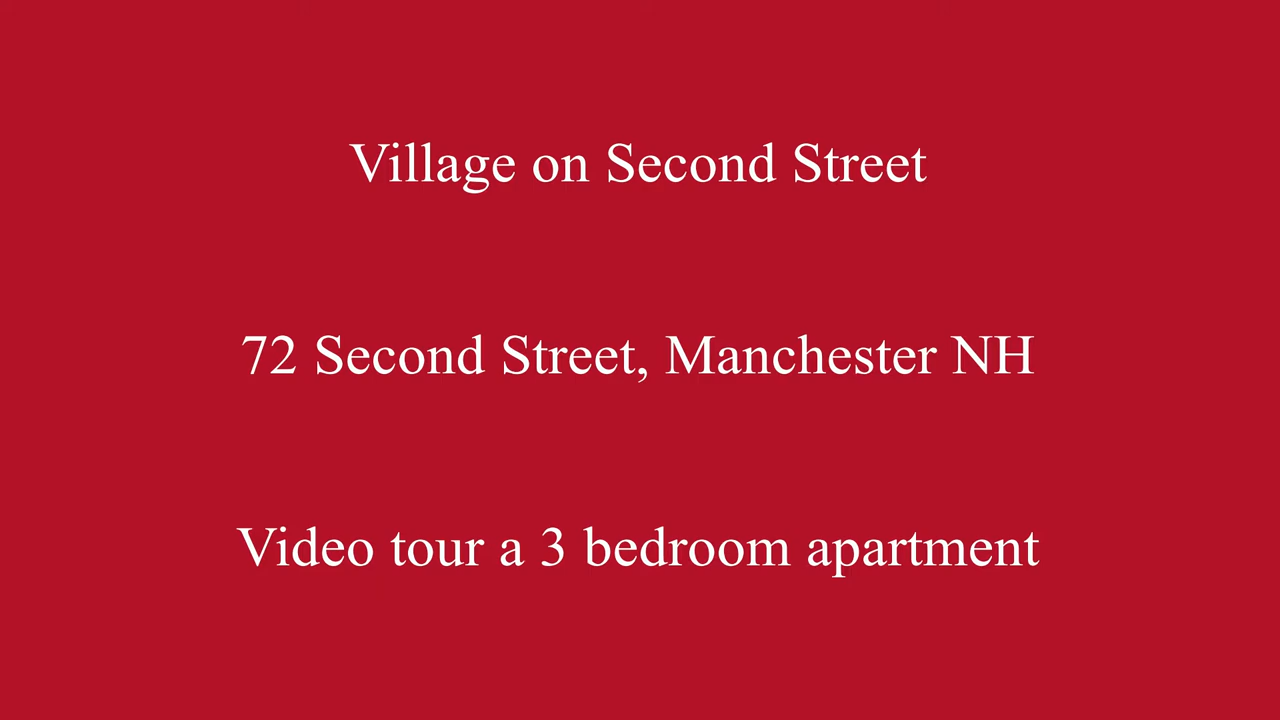 Village on Second Street
72 Second Street, Manchester NH
Video tour a 3 bedroom apartment